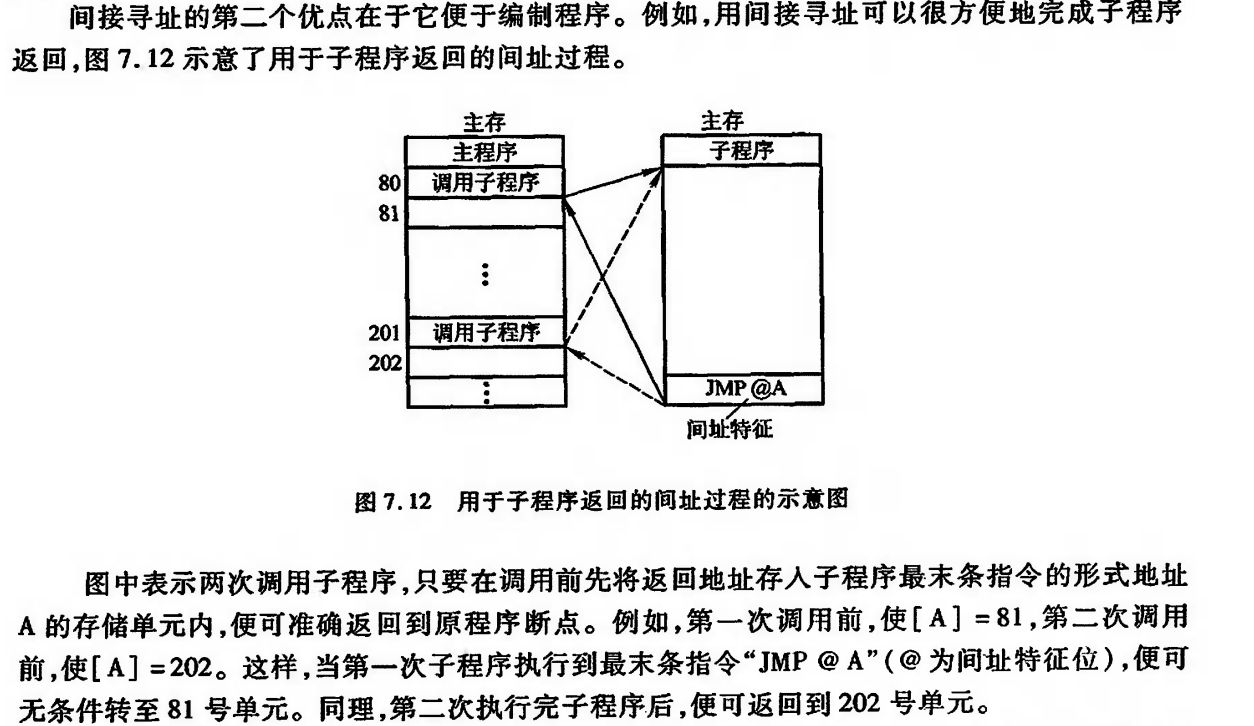 间接寻址的第二个优点在于它便于编制程序。例如,用间接寻址可以很方便地完成子程序
返回,图 7.12 示意了用于子程序返回的间址过程。
主存
主存
主程序
子程序
80
调用子程序
81
⋮
201
调用子程序
202
⋮
JMP @A
间址特征
图 7.12 用于子程序返回的间址过程的示意图
图中表示两次调用子程序,只要在调用前先将返回地址存入子程序最末条指令的形式地址
A 的存储单元内,便可准确返回到原程序断点。例如,第一次调用前,使[ A ] = 81,第二次调用
前,使[ A ] = 202。这样,当第一次子程序执行到最末条指令“JMP @ A”(@ 为间址特征位),便可
无条件转至 81 号单元。同理,第二次执行完子程序后,便可返回到 202 号单元。